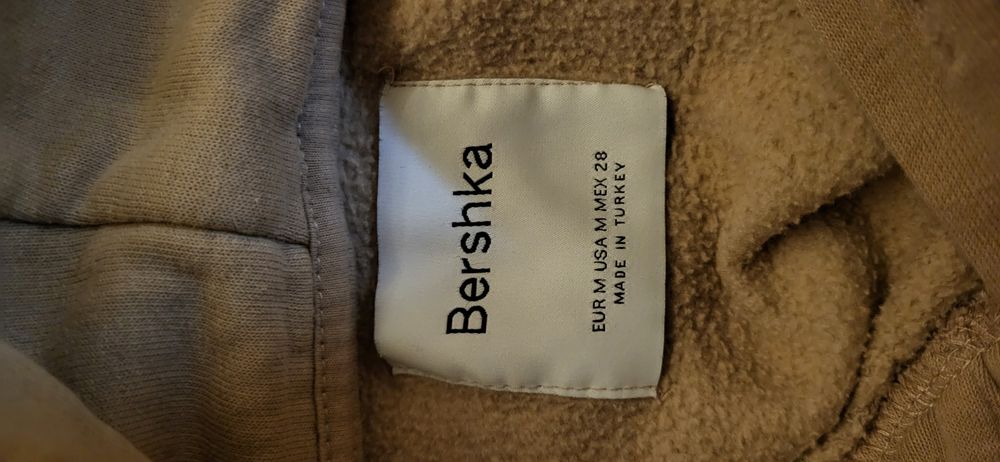 Bershka
EUR M USA M MEX 28
MADE IN TURKEY